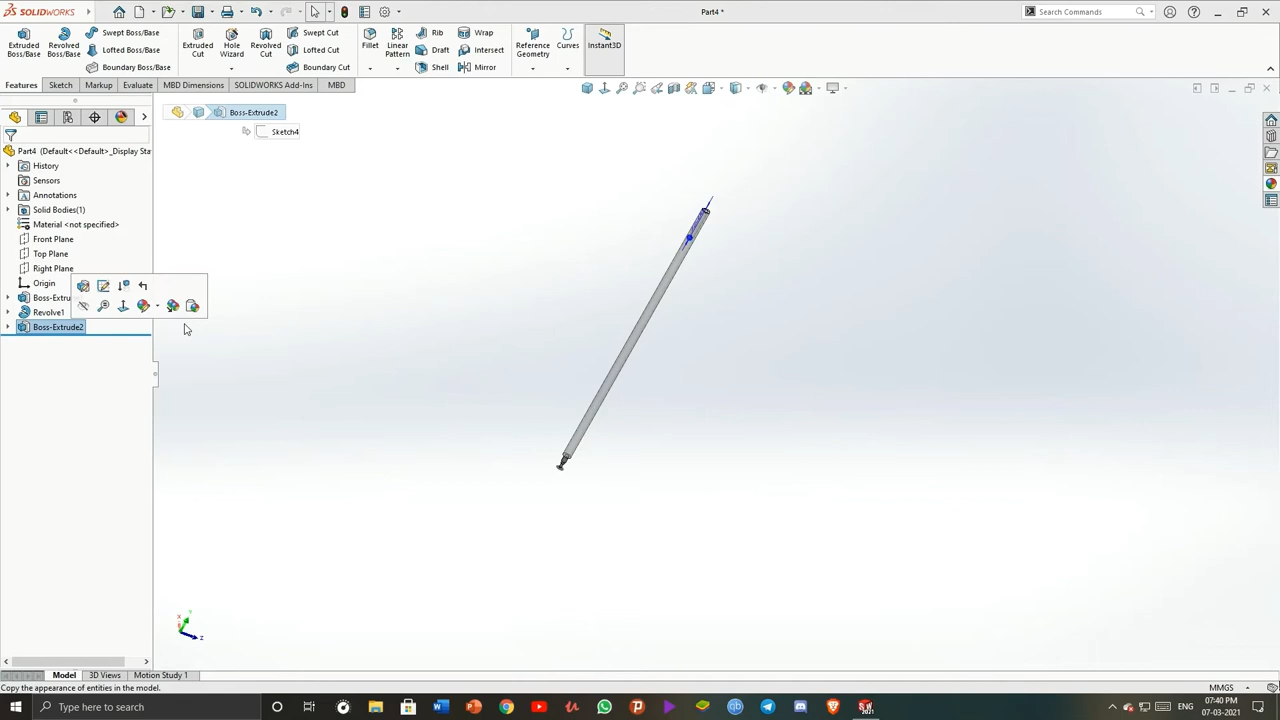 SOLIDWORKS
Part4 *
Search Commands
Extruded Boss/Base
Revolved Boss/Base
Swept Boss/Base
Lofted Boss/Base
Boundary Boss/Base
Extruded Cut
Hole Wizard
Revolved Cut
Swept Cut
Lofted Cut
Boundary Cut
Fillet
Linear Pattern
Rib
Draft
Shell
Wrap
Intersect
Mirror
Reference Geometry
Curves
Instant3D
Features
Sketch
Markup
Evaluate
MBD Dimensions
SOLIDWORKS Add-Ins
MBD
Boss-Extrude2
Sketch4
Part4 (Default<<Default>_Display Sta
History
Sensors
Annotations
Solid Bodies(1)
Material <not specified>
Front Plane
Top Plane
Right Plane
Origin
Boss-Extru
Revolve1
Boss-Extrude2
Model
3D Views
Motion Study 1
Copy the appearance of entities in the model.
MMGS
Type here to search
ENG
07:40 PM
07-03-2021